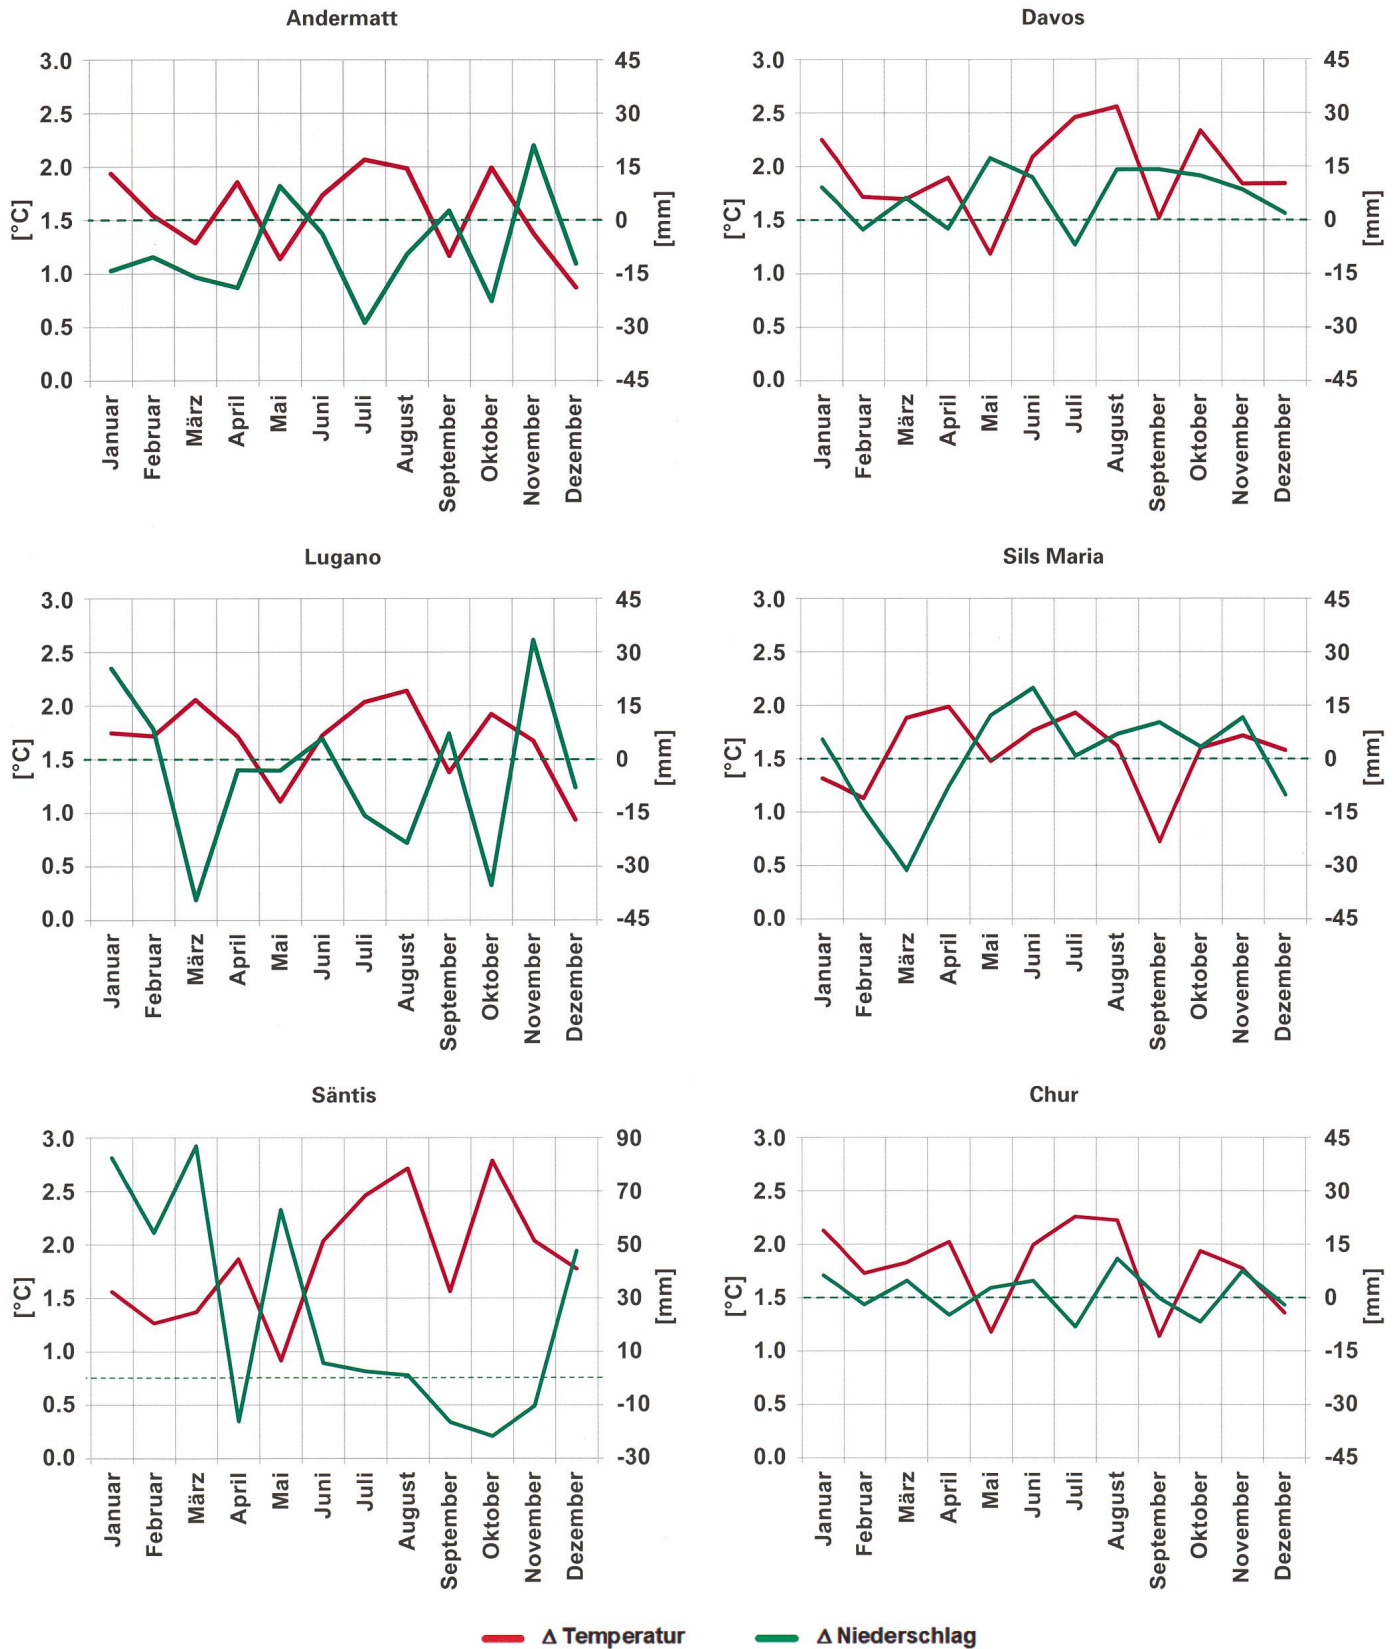 Andermatt
3.0
2.5
2.0
1.5
1.0
0.5
0.0
[°C]
45
30
15
0
-15
-30
-45
[mm]
Januar
Februar
März
April
Mai
Juni
Juli
August
September
Oktober
November
Dezember
Davos
3.0
2.5
2.0
1.5
1.0
0.5
0.0
[°C]
45
30
15
0
-15
-30
-45
[mm]
Januar
Februar
März
April
Mai
Juni
Juli
August
September
Oktober
November
Dezember
Lugano
3.0
2.5
2.0
1.5
1.0
0.5
0.0
[°C]
45
30
15
0
-15
-30
-45
[mm]
Januar
Februar
März
April
Mai
Juni
Juli
August
September
Oktober
November
Dezember
Sils Maria
3.0
2.5
2.0
1.5
1.0
0.5
0.0
[°C]
45
30
15
0
-15
-30
-45
[mm]
Januar
Februar
März
April
Mai
Juni
Juli
August
September
Oktober
November
Dezember
Säntis
3.0
2.5
2.0
1.5
1.0
0.5
0.0
[°C]
90
70
50
30
10
-10
-30
[mm]
Januar
Februar
März
April
Mai
Juni
Juli
August
September
Oktober
November
Dezember
Chur
3.0
2.5
2.0
1.5
1.0
0.5
0.0
[°C]
45
30
15
0
-15
-30
-45
[mm]
Januar
Februar
März
April
Mai
Juni
Juli
August
September
Oktober
November
Dezember
Δ Temperatur
Δ Niederschlag